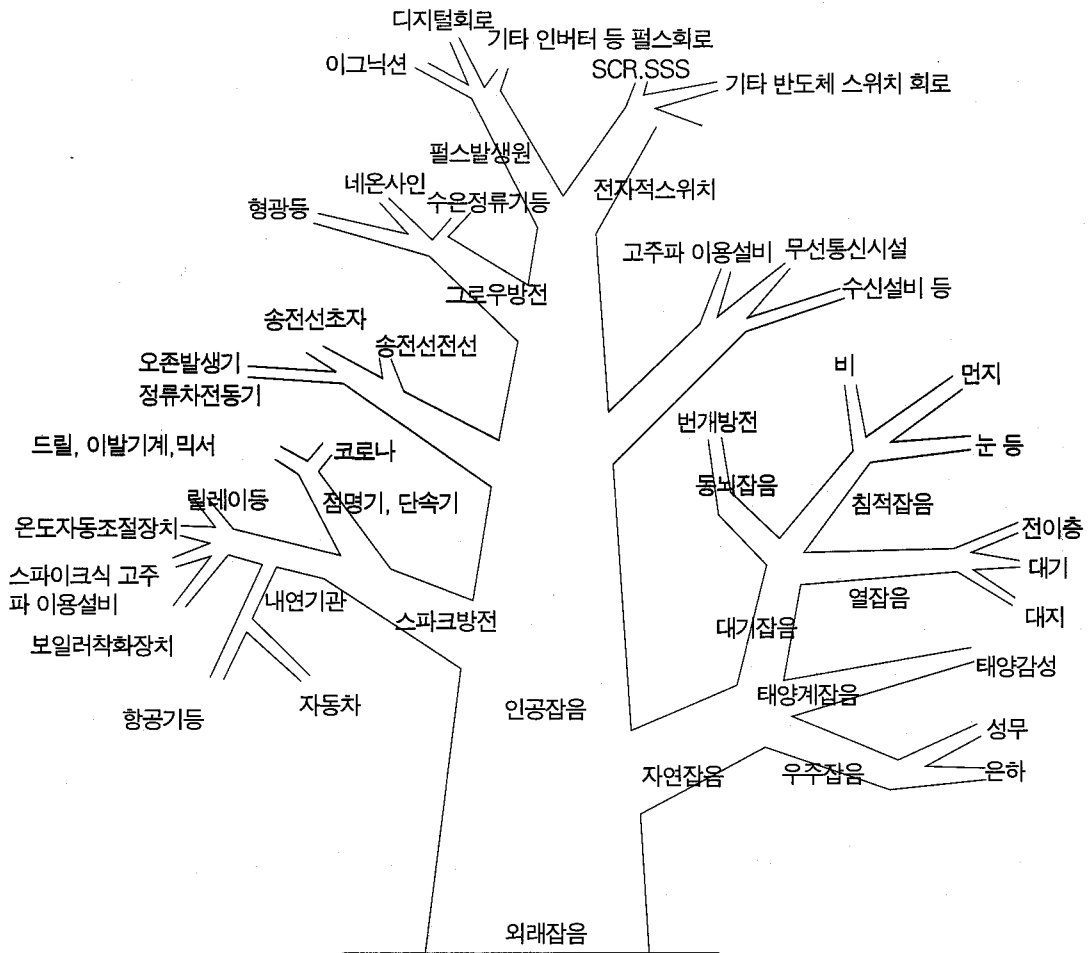 디지털회로
기타 인버터 등 펄스화로
이그닉션
SCR.SSS
기타 반도체 스위치 회로
펄스발생원
네온사인
전자적스위치
형광등
수은정류기등
고주파 이용설비
무선통신시설
그로우방전
수신설비 등
송전선초자
송전선전선
오존발생기
비
먼지
정류차전동기
번개방전
드릴, 이발기계,믹서
코로나
눈 등
동뇌잡음
릴레이등
점명기, 단속기
침적잡음
온도자동조절장치
전이층
스파이크식 고주
파 이용설비
대기
내연기관
열잡음
대지
스파크방전
대기잡음
보일러착화장치
태양감성
태양계잡음
자동차
인공잡음
항공기등
성무
자연잡음
우주잡음
은하
외래잡음